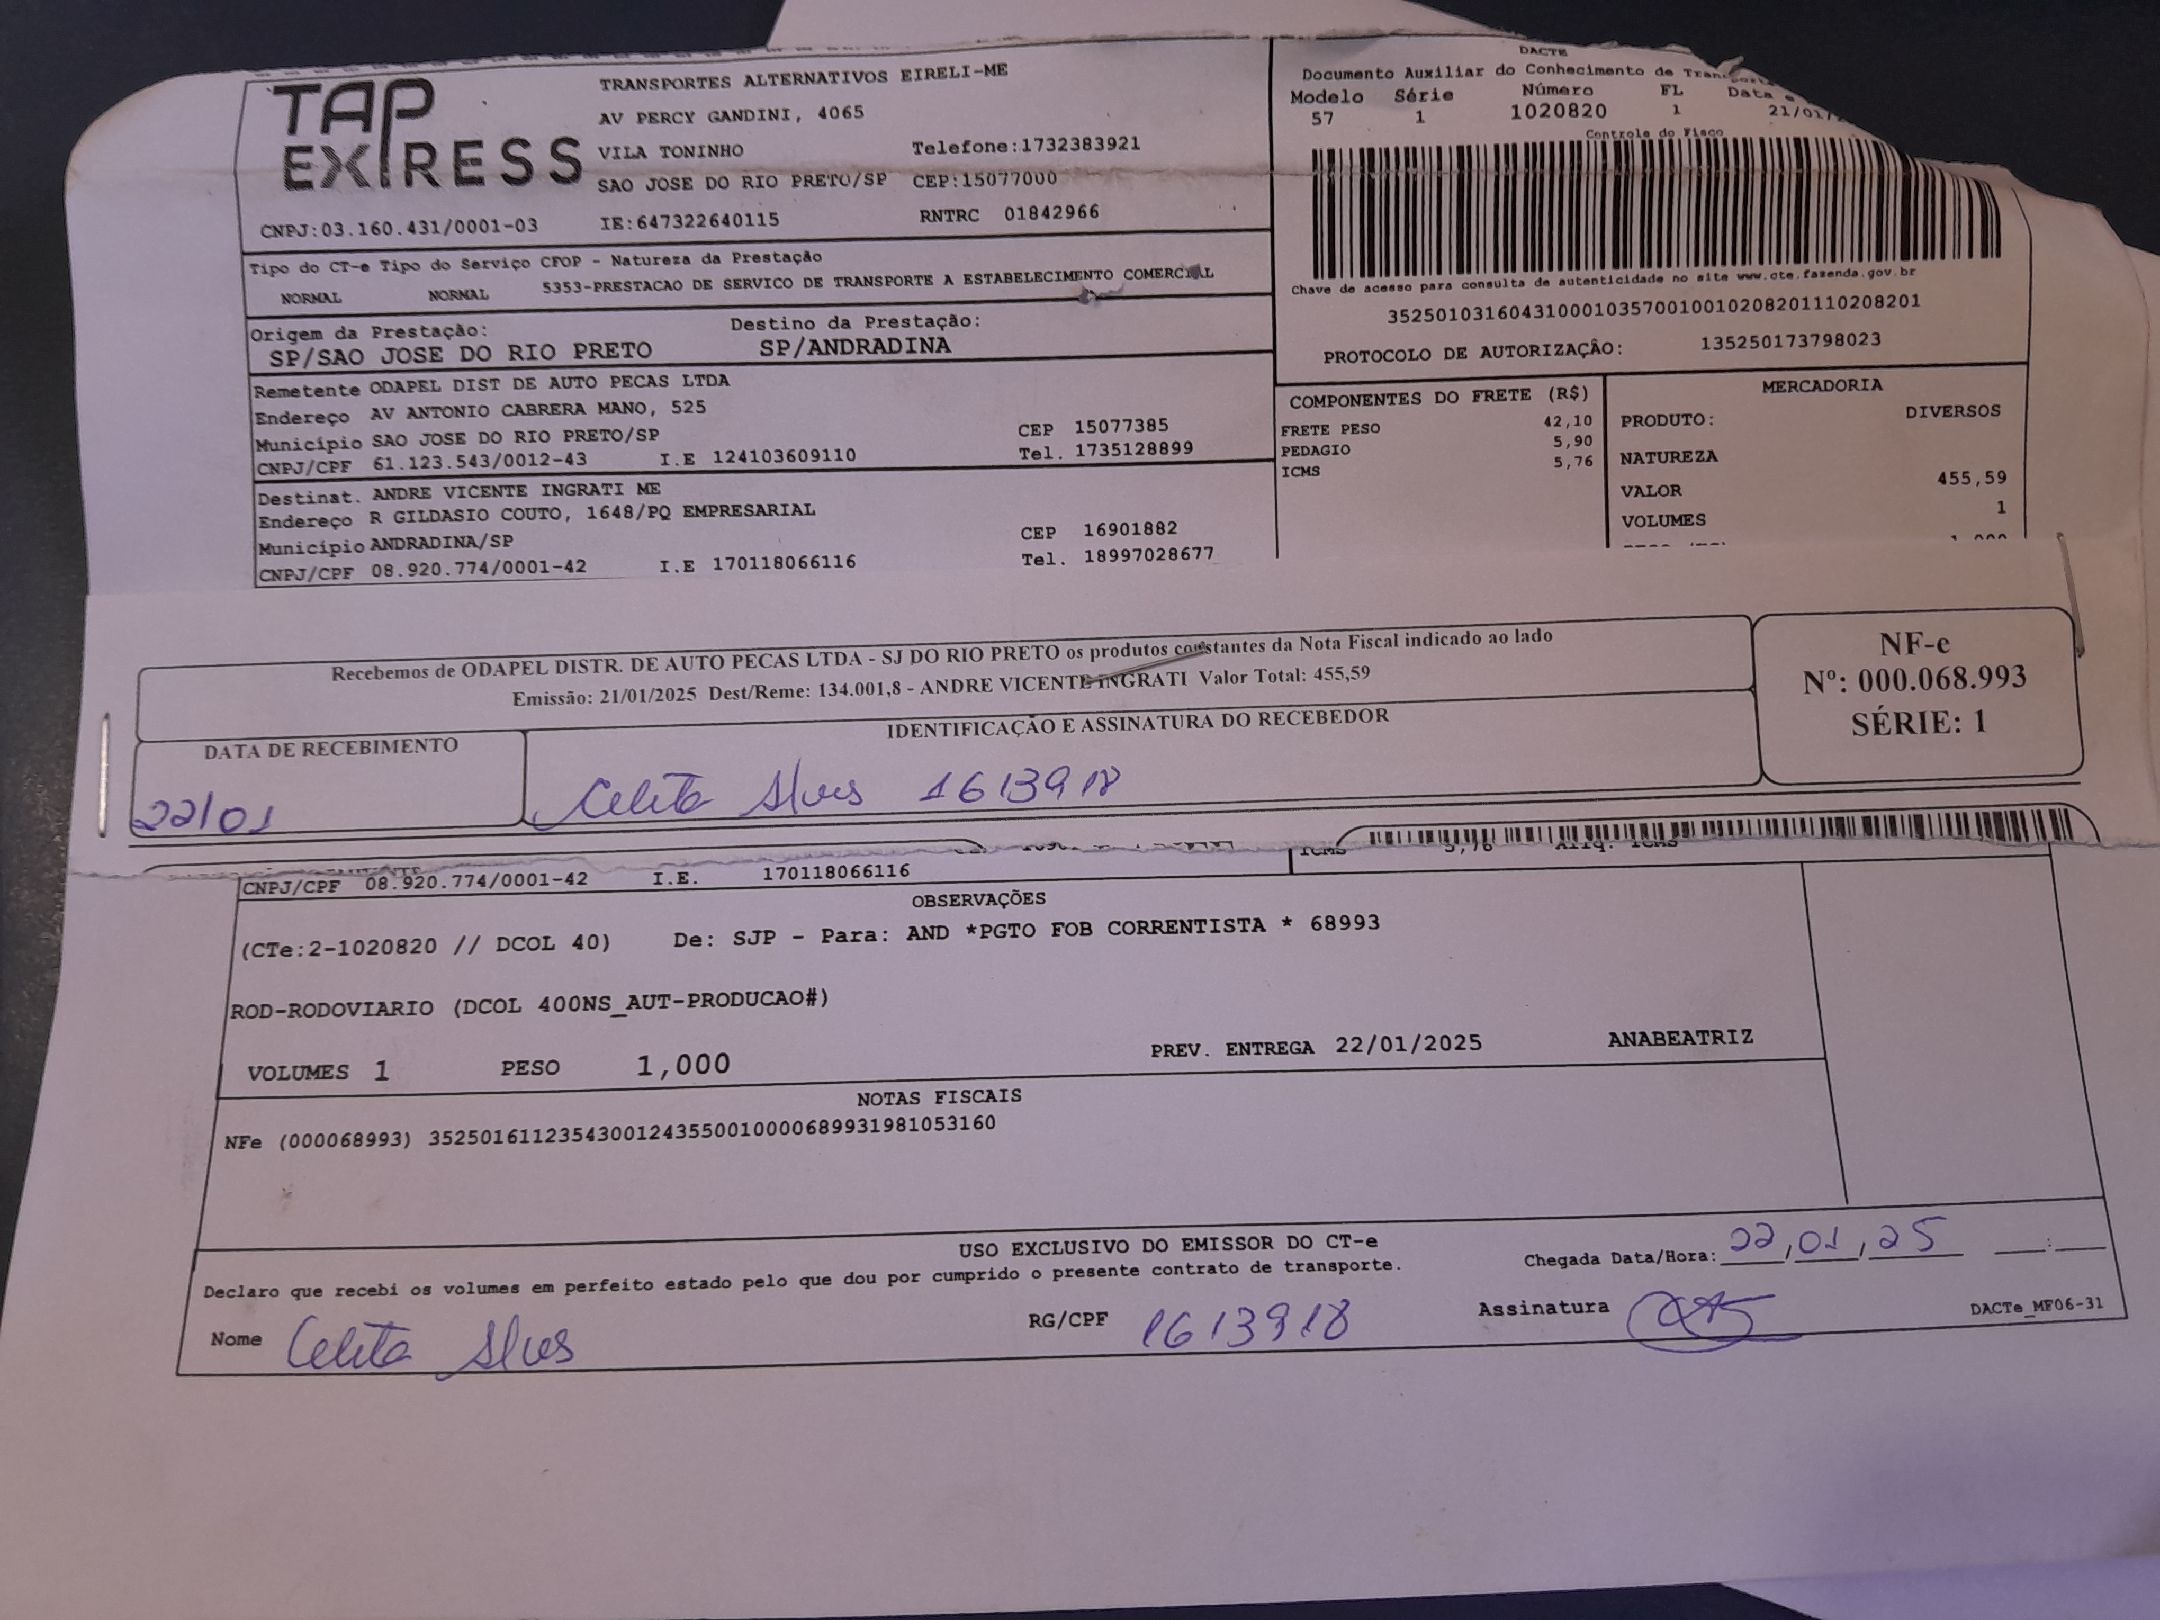 TAP EXPRESS
TRANSPORTES ALTERNATIVOS EIRELI-ME
AV PERCY GANDINI, 4065
VILA TONINHO Telefone:1732383921
SAO JOSE DO RIO PRETO/SP CEP:15077000
CNPJ:03.160.431/0001-03 IE:647322640115 RNTRC 01842966
Tipo do CT-e Tipo do Serviço CFOP - Natureza da Prestação
NORMAL NORMAL 5353-PRESTACAO DE SERVICO DE TRANSPORTE A ESTABELECIMENTO COMERCIAL
Origem da Prestação: Destino da Prestação:
SP/SAO JOSE DO RIO PRETO SP/ANDRADINA
Remetente ODAPEL DIST DE AUTO PECAS LTDA
Endereço AV ANTONIO CABRERA MANO, 525
Município SAO JOSE DO RIO PRETO/SP CEP 15077385
CNPJ/CPF 61.123.543/0012-43 I.E 124103609110 Tel. 1735128899
Destinat. ANDRE VICENTE INGRATI ME
Endereço R GILDASIO COUTO, 1648/PQ EMPRESARIAL
Município ANDRADINA/SP CEP 16901882
CNPJ/CPF 08.920.774/0001-42 I.E 170118066116 Tel. 18997028677
DACTE
Documento Auxiliar do Conhecimento de
Modelo Série Número FL Data
57 1 1020820 1 21/01/
Controle do Fisco
Chave de acesso para consulta de autenticidade no site www.cte.fazenda.gov.br
35250103160431000103570010010208201110208201
PROTOCOLO DE AUTORIZAÇÃO: 135250173798023
COMPONENTES DO FRETE (R$)
FRETE PESO 42,10
PEDAGIO 5,90
ICMS 5,76
MERCADORIA
PRODUTO: DIVERSOS
NATUREZA
VALOR 455,59
VOLUMES 1
Recebemos de ODAPEL DISTR. DE AUTO PECAS LTDA - SJ DO RIO PRETO os produtos constantes da Nota Fiscal indicado ao lado
Emissão: 21/01/2025 Dest/Reme: 134.001,8 - ANDRE VICENTE INGRATI Valor Total: 455,59
DATA DE RECEBIMENTO IDENTIFICAÇÃO E ASSINATURA DO RECEBEDOR
22/01 Celita Alves 1613918
NF-e
Nº: 000.068.993
SÉRIE: 1
ICMS 5,76 Aliq. ICMS
CNPJ/CPF 08.920.774/0001-42 I.E. 170118066116
OBSERVAÇÕES
(CTe:2-1020820 // DCOL 40) De: SJP - Para: AND *PGTO FOB CORRENTISTA * 68993
ROD-RODOVIARIO (DCOL 400NS_AUT-PRODUCAO#)
VOLUMES 1 PESO 1,000 PREV. ENTREGA 22/01/2025 ANABEATRIZ
NOTAS FISCAIS
NFe (000068993) 35250161123543001243550010000689931981053160
USO EXCLUSIVO DO EMISSOR DO CT-e
Declaro que recebi os volumes em perfeito estado pelo que dou por cumprido o presente contrato de transporte.
Chegada Data/Hora: 22,01,25
Nome Celita Alves RG/CPF 1613918 Assinatura
DACTe_MF06-31